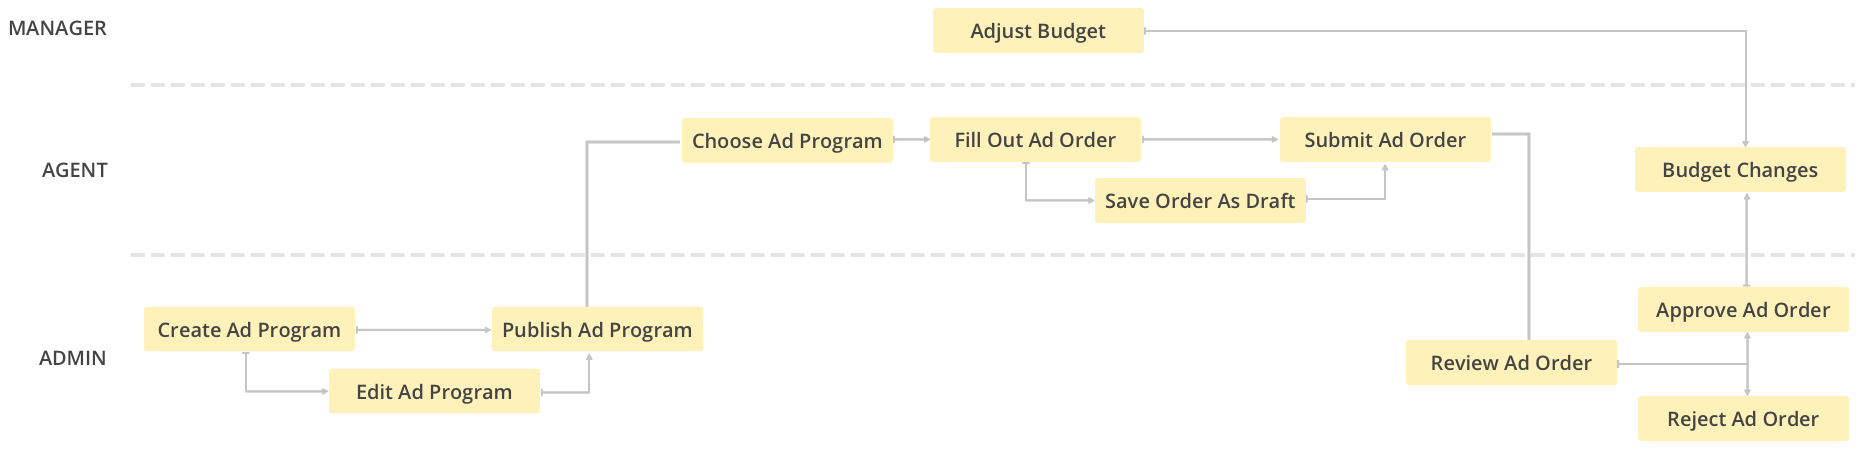 MANAGER
Adjust Budget
AGENT
Choose Ad Program
Fill Out Ad Order
Submit Ad Order
Save Order As Draft
Budget Changes
ADMIN
Create Ad Program
Publish Ad Program
Edit Ad Program
Review Ad Order
Approve Ad Order
Reject Ad Order